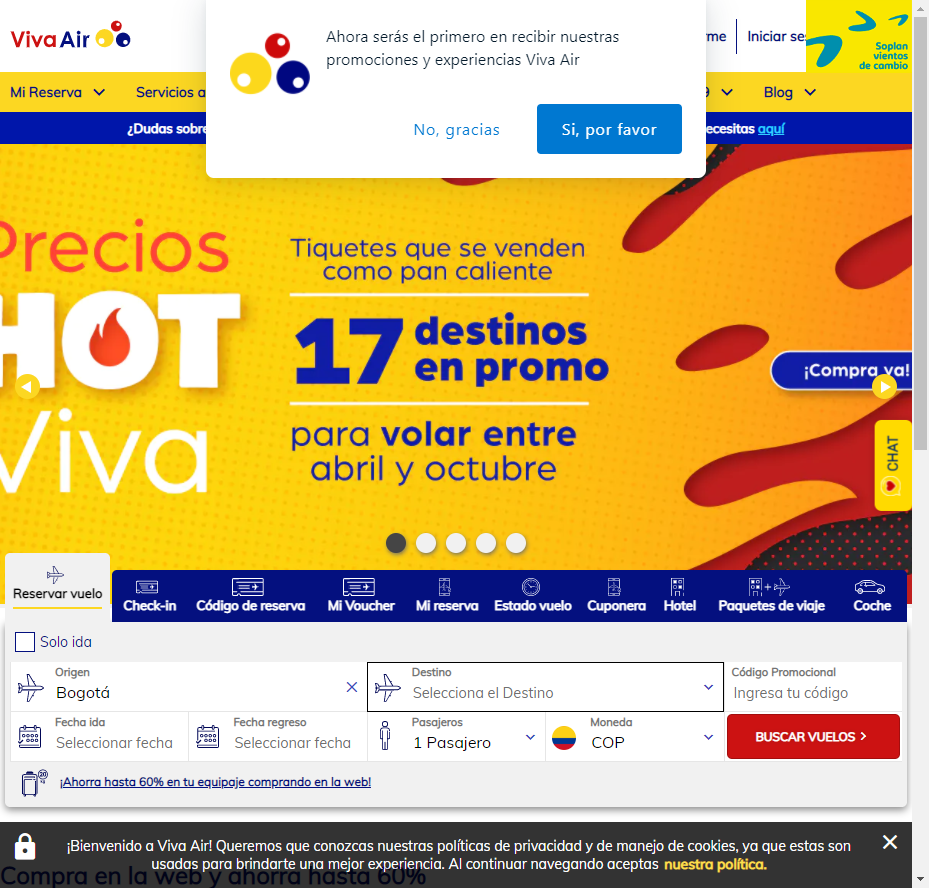 Viva Air
Ahora serás el primero en recibir nuestras
promociones y experiencias Viva Air
No, gracias
Si, por favor
Iniciar
Soplan
vientos
de cambio
Mi Reserva
Servicios
Blog
¿Dudas
aquí
Precios
HOT
Viva
Tiquetes que se venden
como pan caliente
17 destinos
en promo
para volar entre
abril y octubre
¡Compra ya!
CHAT
Reservar vuelo
Check-in
Código de reserva
Mi Voucher
Mi reserva
Estado vuelo
Cuponera
Hotel
Paquetes de viaje
Coche
Solo ida
Origen
Bogotá
Destino
Selecciona el Destino
Código Promocional
Ingresa tu código
Fecha ida
Seleccionar fecha
Fecha regreso
Seleccionar fecha
Pasajeros
1 Pasajero
Moneda
COP
BUSCAR VUELOS >
¡Ahorra hasta 60% en tu equipaje comprando en la web!
¡Bienvenido a Viva Air! Queremos que conozcas nuestras políticas de privacidad y de manejo de cookies, ya que estas son
usadas para brindarte una mejor experiencia. Al continuar navegando aceptas nuestra política.
Compra en la web y ahorra hasta 60%